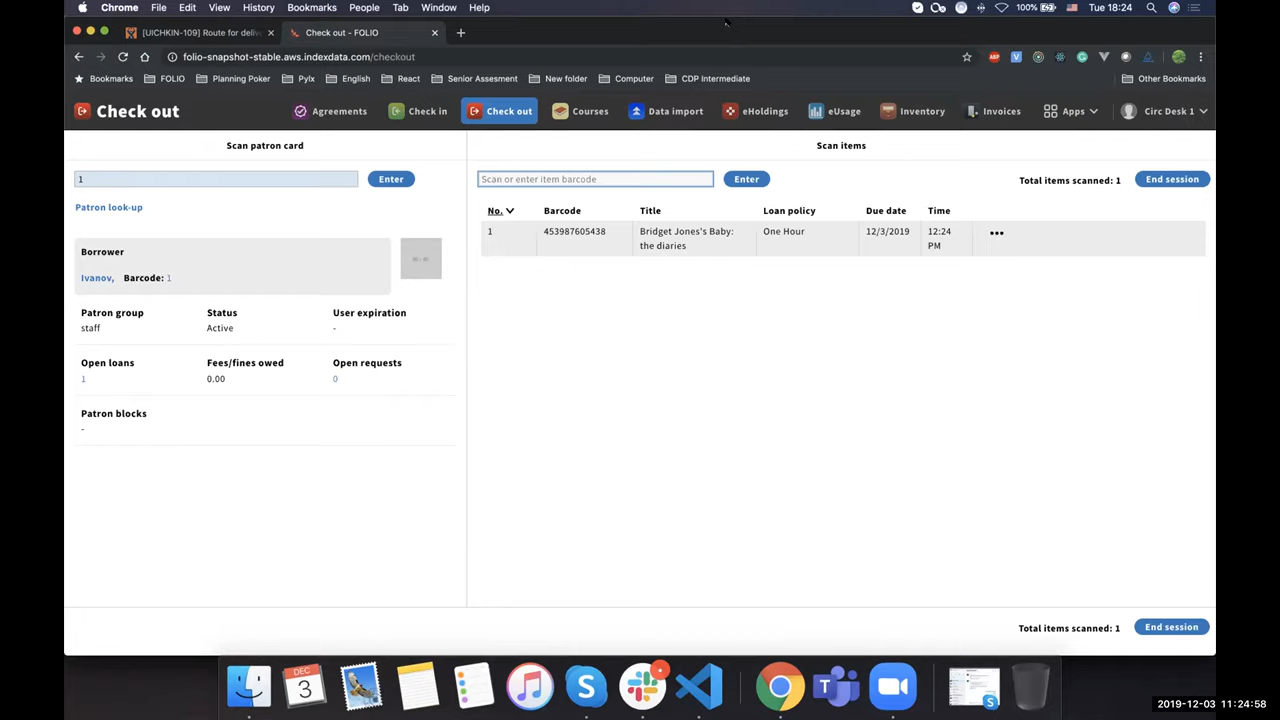 Chrome File Edit View History Bookmarks People Tab Window Help 100% Tue 18:24
[UICHKIN-109] Route for deliv Check out - FOLIO
folio-snapshot-stable.aws.indexdata.com/checkout
Bookmarks FOLIO Planning Poker Pylx English React Senior Assesment New folder Computer CDP Intermediate Other Bookmarks
Check out Agreements Check in Check out Courses Data import eHoldings eUsage Inventory Invoices Apps Circ Desk 1
Scan patron card Scan items
1 Enter Scan or enter item barcode Enter Total items scanned: 1 End session
Patron look-up
No. Barcode Title Loan policy Due date Time
1 453987605438 Bridget Jones's Baby: One Hour 12/3/2019 12:24
the diaries PM
Borrower
Ivanov, Barcode: 1
Patron group Status User expiration
staff Active -
Open loans Fees/fines owed Open requests
1 0.00 0
Patron blocks
-
Total items scanned: 1 End session
DEC
3
2019-12-03 11:24:58